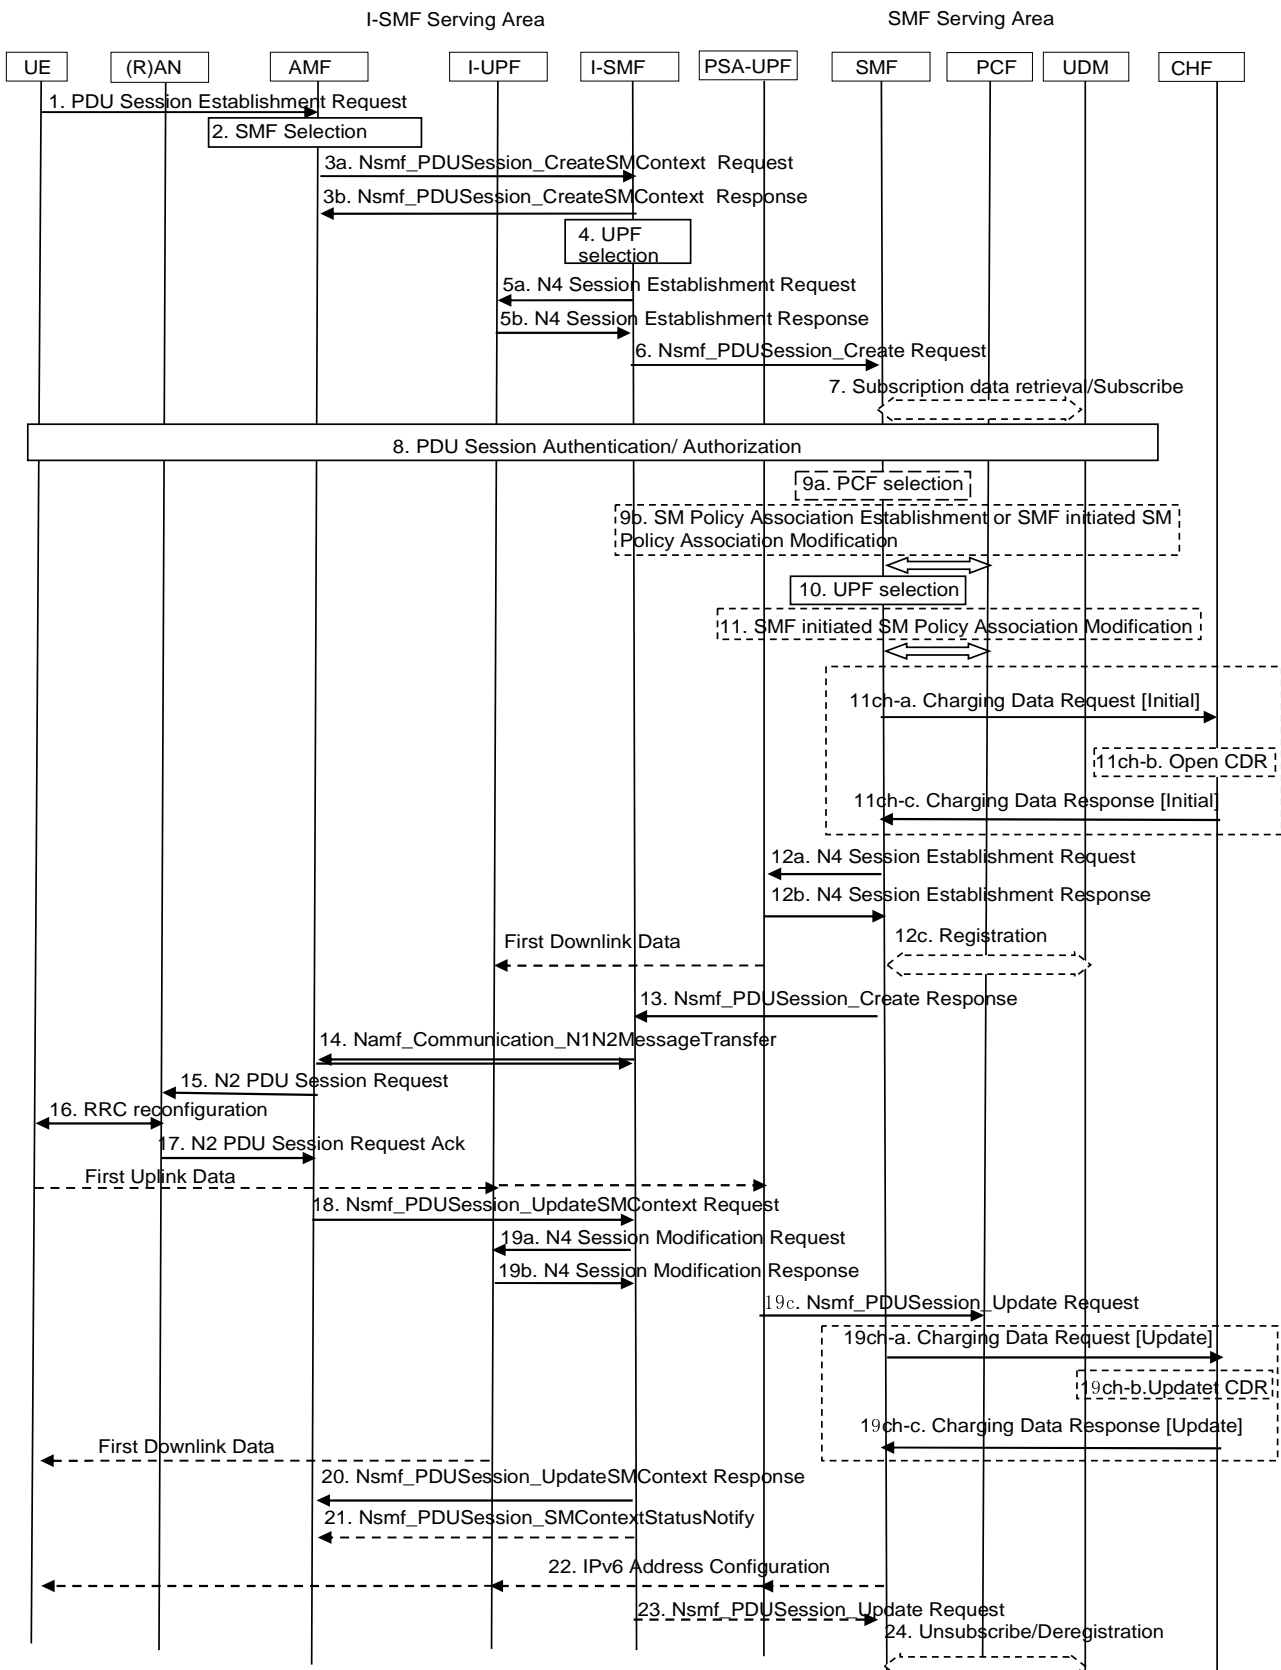 I-SMF Serving Area
SMF Serving Area
UE
(R)AN
AMF
I-UPF
I-SMF
PSA-UPF
SMF
PCF
UDM
CHF
1. PDU Session Establishment Request
2. SMF Selection
3a. Nsmf_PDUSession_CreateSMContext Request
3b. Nsmf_PDUSession_CreateSMContext Response
4. UPF
selection
5a. N4 Session Establishment Request
5b. N4 Session Establishment Response
6. Nsmf_PDUSession_Create Request
7. Subscription data retrieval/Subscribe
8. PDU Session Authentication/ Authorization
9a. PCF selection
9b. SM Policy Association Establishment or SMF initiated SM
Policy Association Modification
10. UPF selection
11. SMF initiated SM Policy Association Modification
11ch-a. Charging Data Request [Initial]
11ch-b. Open CDR
11ch-c. Charging Data Response [Initial]
12a. N4 Session Establishment Request
12b. N4 Session Establishment Response
First Downlink Data
12c. Registration
13. Nsmf_PDUSession_Create Response
14. Namf_Communication_N1N2MessageTransfer
15. N2 PDU Session Request
16. RRC reconfiguration
17. N2 PDU Session Request Ack
First Uplink Data
18. Nsmf_PDUSession_UpdateSMContext Request
19a. N4 Session Modification Request
19b. N4 Session Modification Response
19c. Nsmf_PDUSession_Update Request
19ch-a. Charging Data Request [Update]
19ch-b.Updatet CDR
19ch-c. Charging Data Response [Update]
First Downlink Data
20. Nsmf_PDUSession_UpdateSMContext Response
21. Nsmf_PDUSession_SMContextStatusNotify
22. IPv6 Address Configuration
23. Nsmf_PDUSession_Update Request
24. Unsubscribe/Deregistration